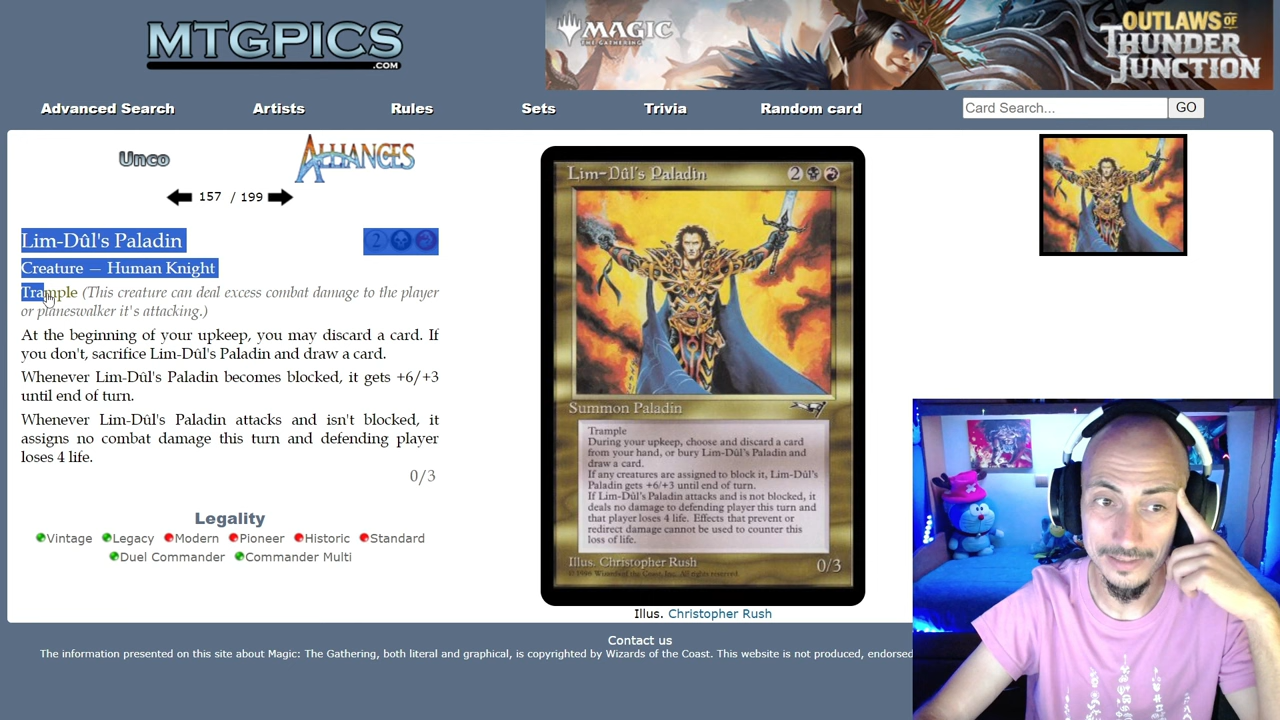 MTGPICS
.COM
MAGIC
THE GATHERING
OUTLAWS OF
THUNDER
JUNCTION
Advanced Search
Artists
Rules
Sets
Trivia
Random card
Card Search...
GO
Unco
ALLIANCES
157 / 199
Lim-Dûl's Paladin
2
Creature — Human Knight
Trample (This creature can deal excess combat damage to the player
or planeswalker it's attacking.)
At the beginning of your upkeep, you may discard a card. If
you don't, sacrifice Lim-Dûl's Paladin and draw a card.
Whenever Lim-Dûl's Paladin becomes blocked, it gets +6/+3
until end of turn.
Whenever Lim-Dûl's Paladin attacks and isn't blocked, it
assigns no combat damage this turn and defending player
loses 4 life.
0/3
Legality
Vintage Legacy Modern Pioneer Historic Standard
Duel Commander Commander Multi
Lim-Dûl's Paladin
2
Summon Paladin
Trample
During your upkeep, choose and discard a card
from your hand, or bury Lim-Dûl's Paladin and
draw a card.
If any creatures are assigned to block it, Lim-Dûl's
Paladin gets +6/+3 until end of turn.
If Lim-Dûl's Paladin attacks and is not blocked, it
deals no damage to defending player this turn and
that player loses 4 life. Effects that prevent or
redirect damage cannot be used to counter this
loss of life.
Illus. Christopher Rush
0/3
© 1996 Wizards of the Coast, Inc. All rights reserved.
Illus. Christopher Rush
Contact us
The information presented on this site about Magic: The Gathering, both literal and graphical, is copyrighted by Wizards of the Coast. This website is not produced, endorsed